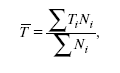 T̅ = ∑TᵢNᵢ / ∑Nᵢ,